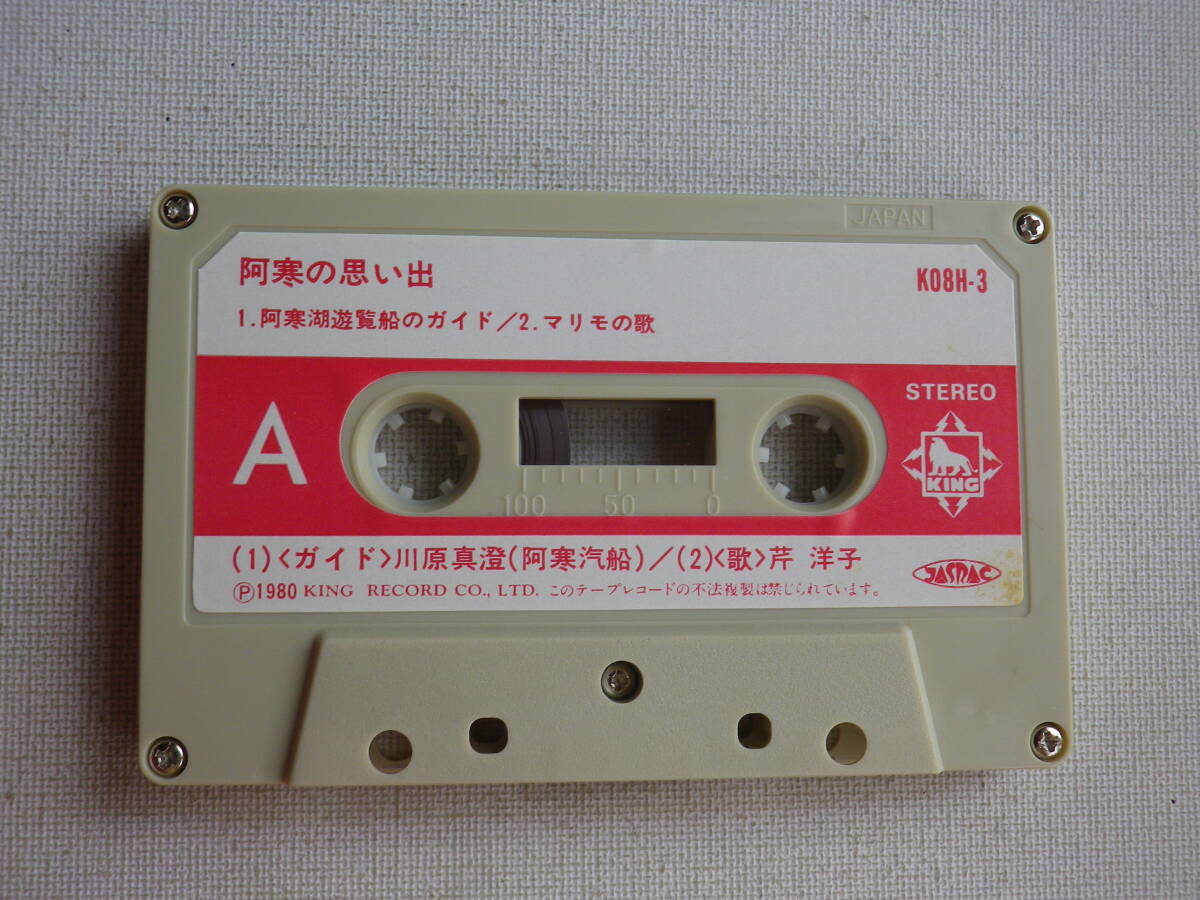 JAPAN
阿寒の思い出
K08H-3
1.阿寒湖遊覧船のガイド/2.マリモの歌
STEREO
A
KING
100 50 0
(1)<ガイド>川原真澄(阿寒汽船)/(2)<歌>芹 洋子
Ⓟ1980 KING RECORD CO., LTD. このテープレコードの不法複製は禁じられています。
JASRAC